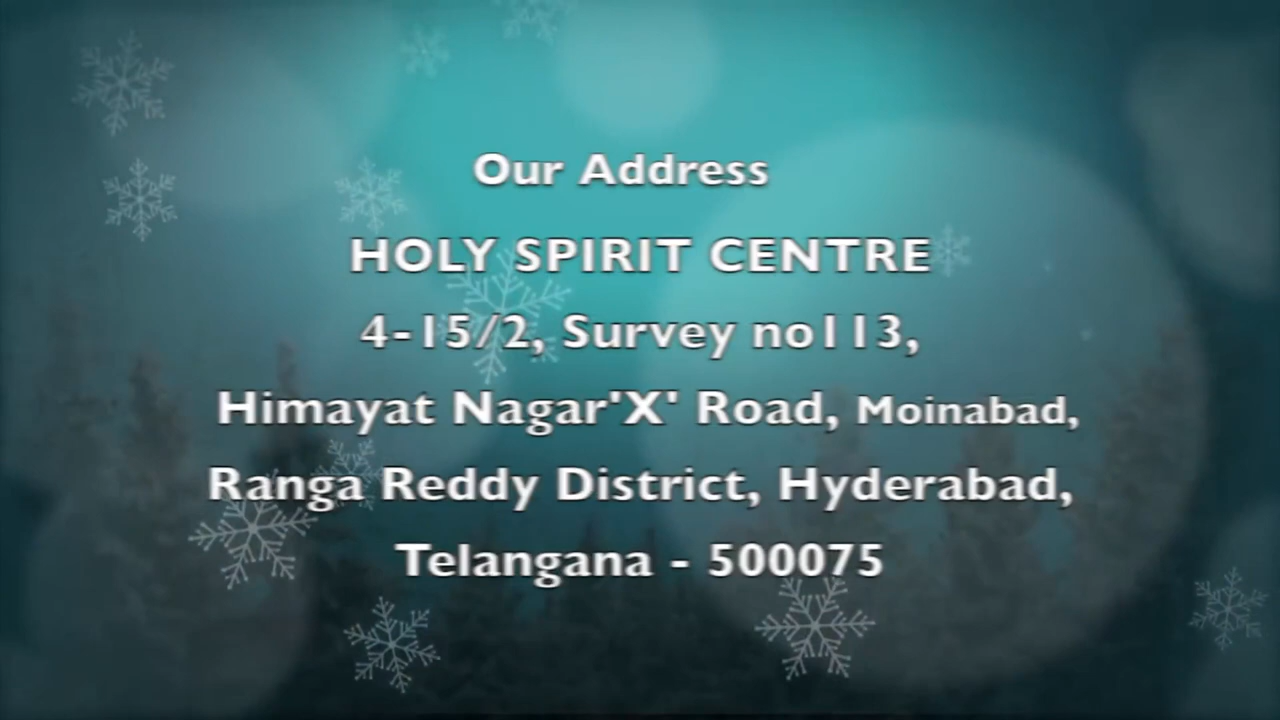 Our Address
HOLY SPIRIT CENTRE
4-15/2, Survey no113,
Himayat Nagar'X' Road, Moinabad,
Ranga Reddy District, Hyderabad,
Telangana - 500075